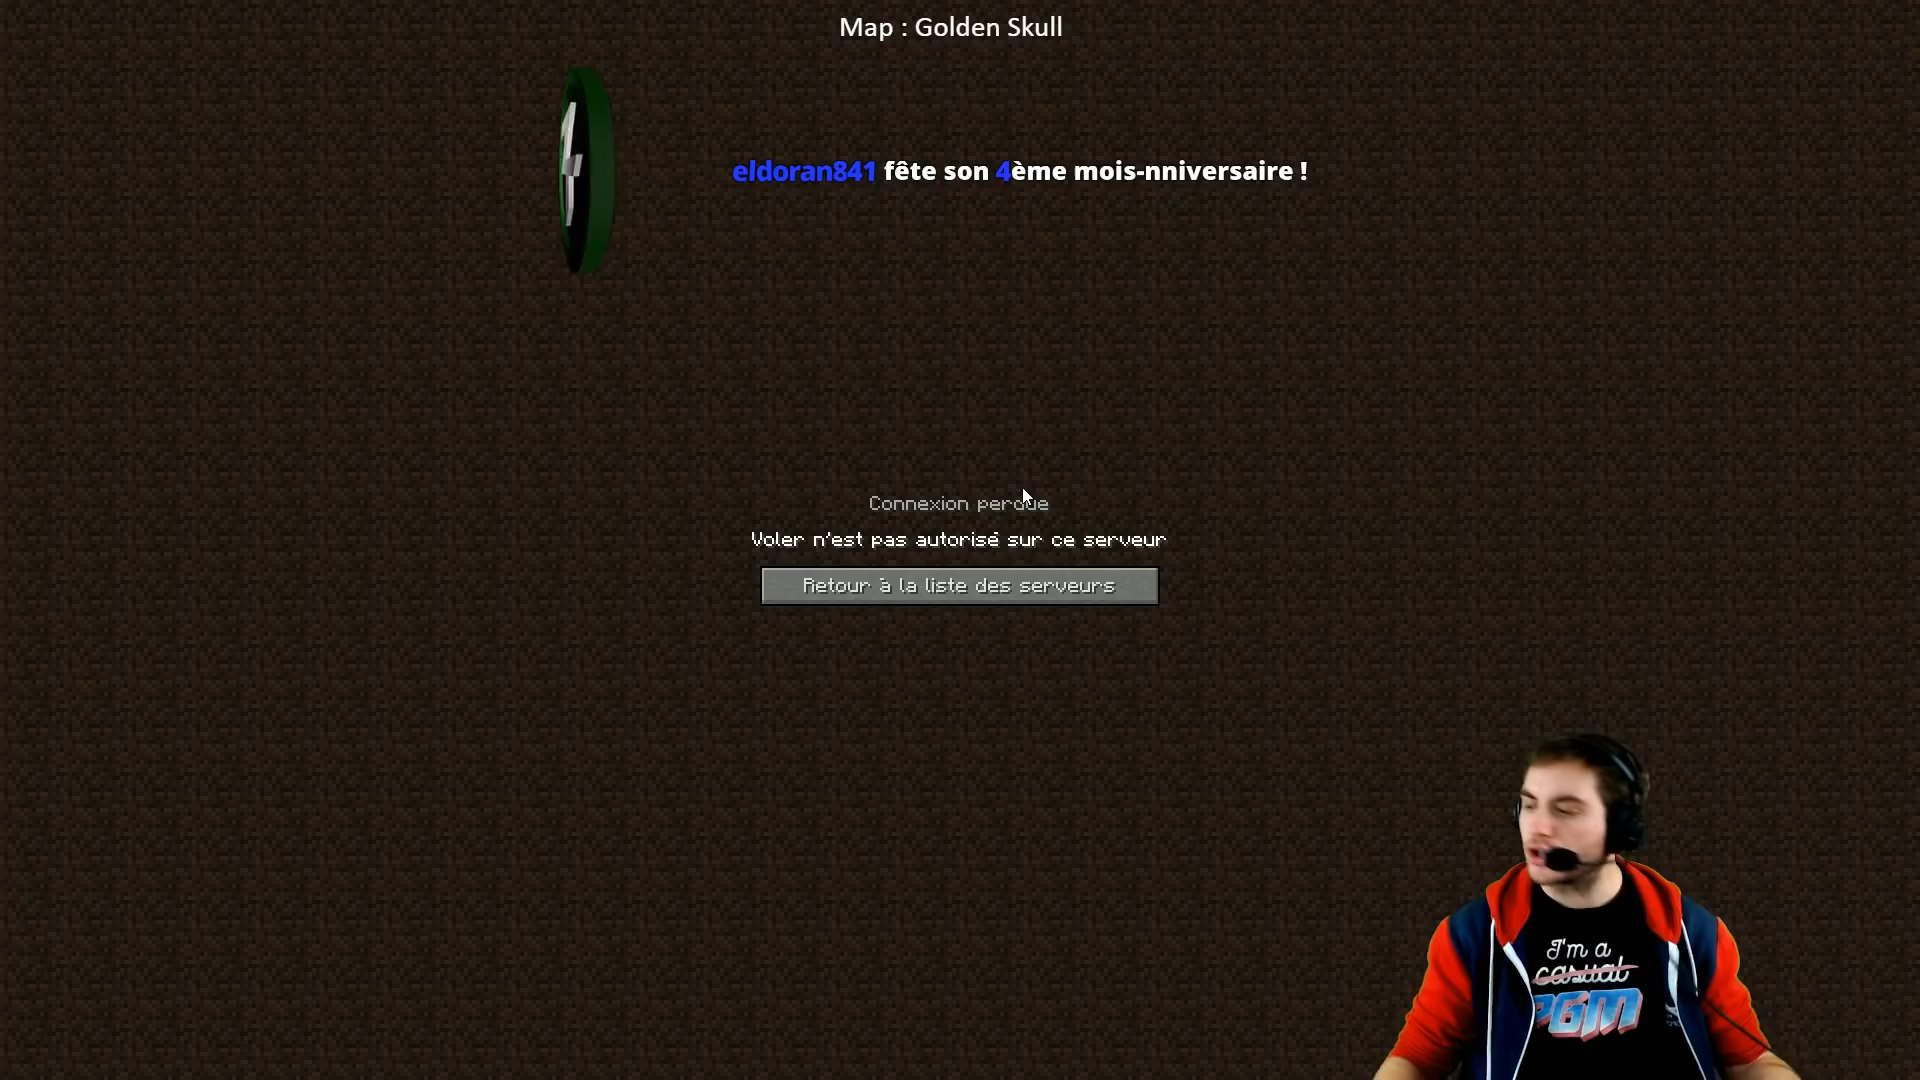 Map : Golden Skull
eldoran841 fête son 4ème mois-nniversaire !
Connexion perdue
Voler n'est pas autorisé sur ce serveur
Retour à la liste des serveurs
I'm a
casual
PGM